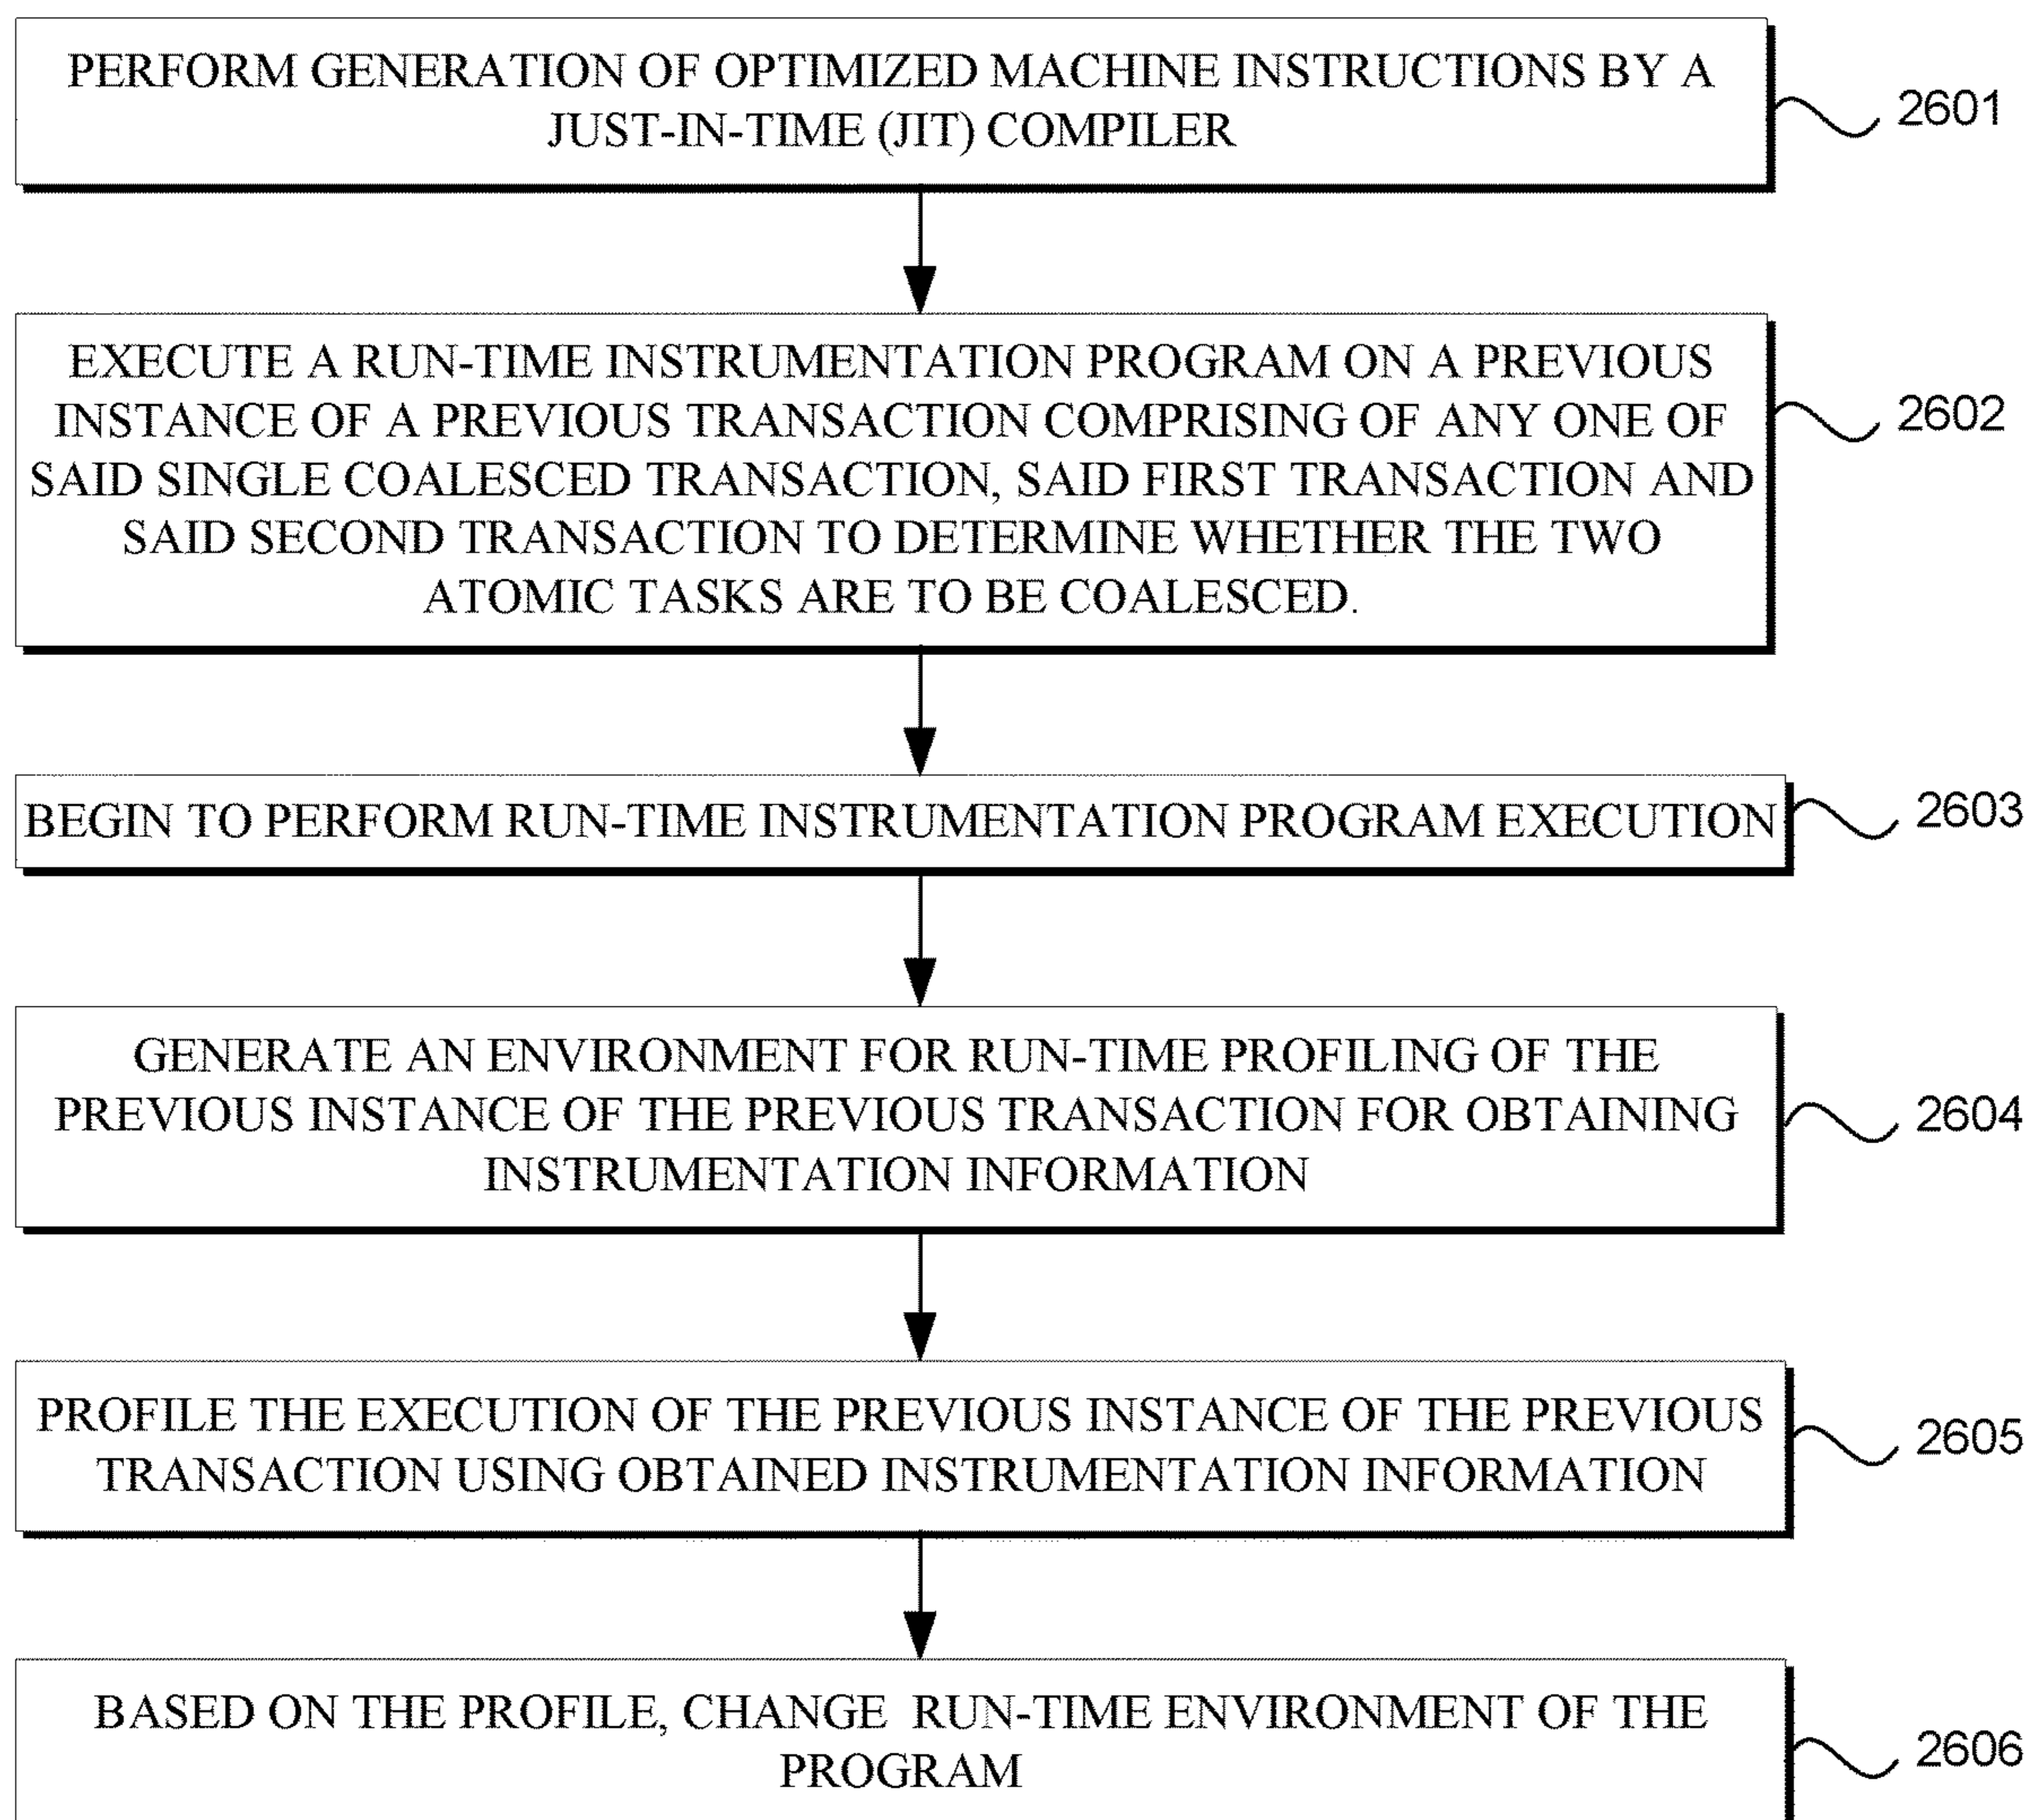 PERFORM GENERATION OF OPTIMIZED MACHINE INSTRUCTIONS BY A
JUST-IN-TIME (JIT) COMPILER
2601
EXECUTE A RUN-TIME INSTRUMENTATION PROGRAM ON A PREVIOUS
INSTANCE OF A PREVIOUS TRANSACTION COMPRISING OF ANY ONE OF
SAID SINGLE COALESCED TRANSACTION, SAID FIRST TRANSACTION AND
SAID SECOND TRANSACTION TO DETERMINE WHETHER THE TWO
ATOMIC TASKS ARE TO BE COALESCED.
2602
BEGIN TO PERFORM RUN-TIME INSTRUMENTATION PROGRAM EXECUTION
2603
GENERATE AN ENVIRONMENT FOR RUN-TIME PROFILING OF THE
PREVIOUS INSTANCE OF THE PREVIOUS TRANSACTION FOR OBTAINING
INSTRUMENTATION INFORMATION
2604
PROFILE THE EXECUTION OF THE PREVIOUS INSTANCE OF THE PREVIOUS
TRANSACTION USING OBTAINED INSTRUMENTATION INFORMATION
2605
BASED ON THE PROFILE, CHANGE RUN-TIME ENVIRONMENT OF THE
PROGRAM
2606